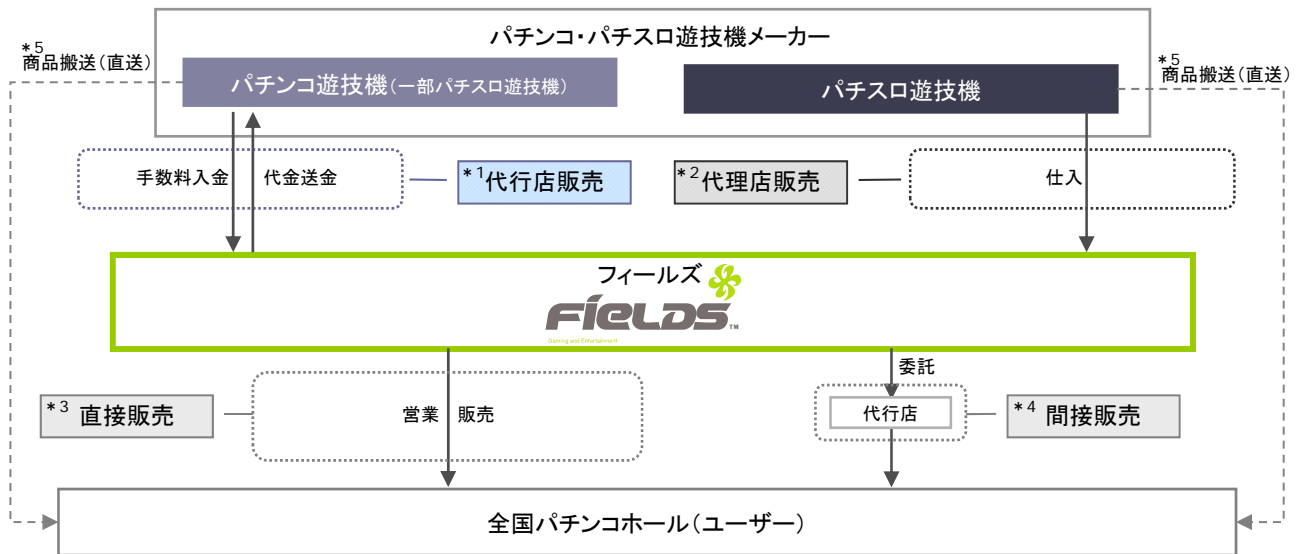 パチンコ・パチスロ遊技機メーカー
*5
商品搬送(直送)
*5
商品搬送(直送)
パチンコ遊技機(一部パチスロ遊技機)
パチスロ遊技機
手数料入金
代金送金
*1代行店販売
*2代理店販売
仕入
フィールズ
FIELDS™
Gaming and Entertainment
委託
*3 直接販売
営業
販売
代行店
*4 間接販売
全国パチンコホール(ユーザー)